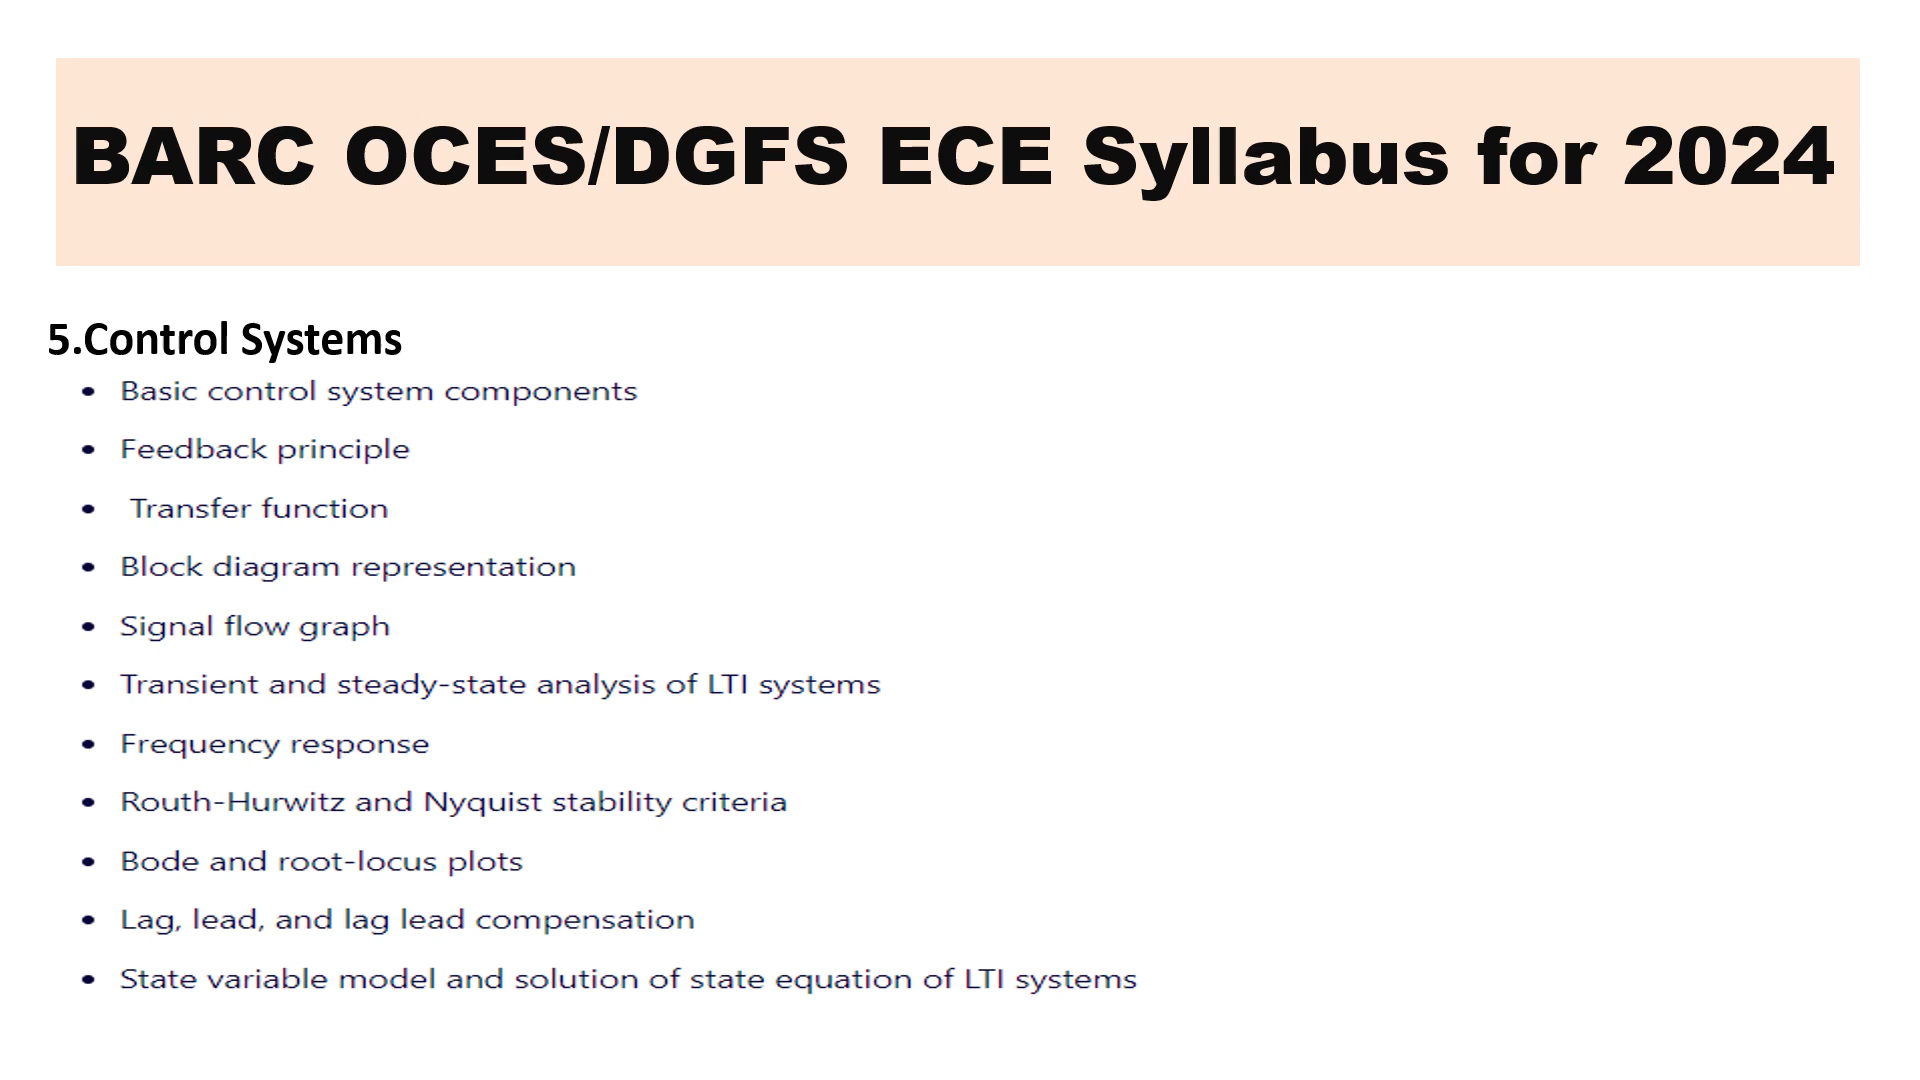 BARC OCES/DGFS ECE Syllabus for 2024
5.Control Systems
• Basic control system components
• Feedback principle
• Transfer function
• Block diagram representation
• Signal flow graph
• Transient and steady-state analysis of LTI systems
• Frequency response
• Routh-Hurwitz and Nyquist stability criteria
• Bode and root-locus plots
• Lag, lead, and lag lead compensation
• State variable model and solution of state equation of LTI systems